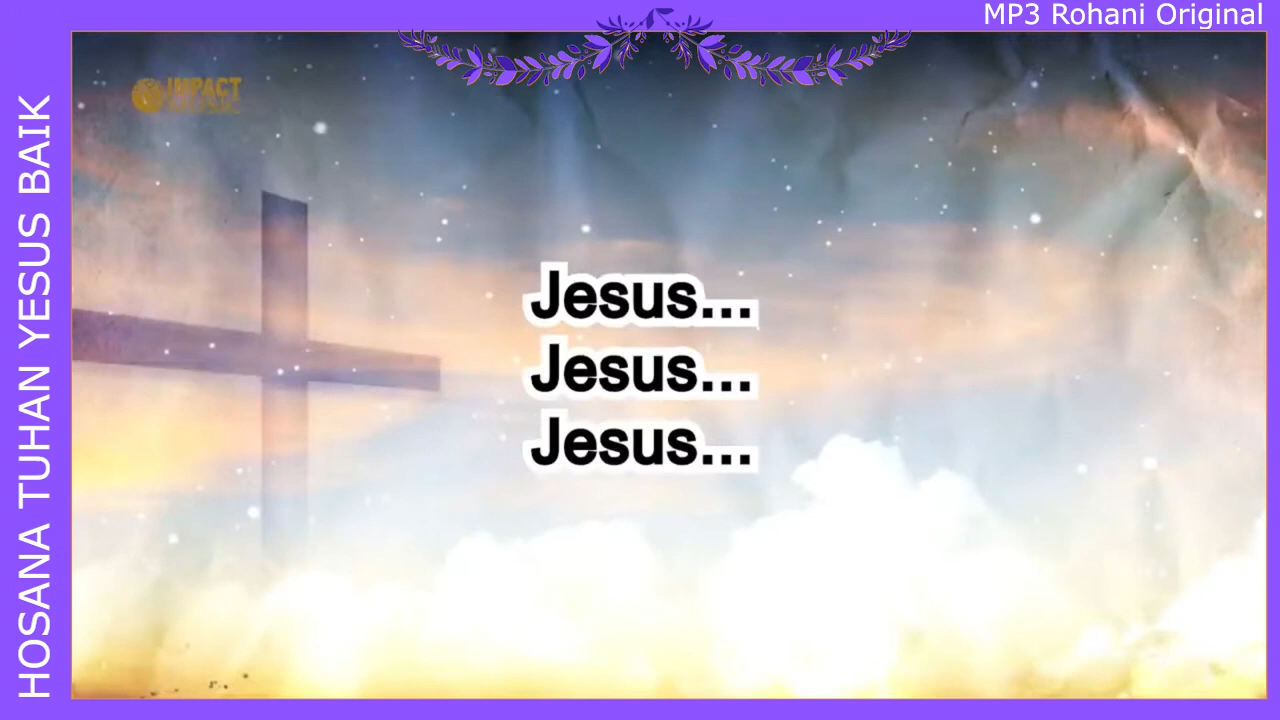 MP3 Rohani Original
HOSANA TUHAN YESUS BAIK
IMPACT
Jesus...
Jesus...
Jesus...